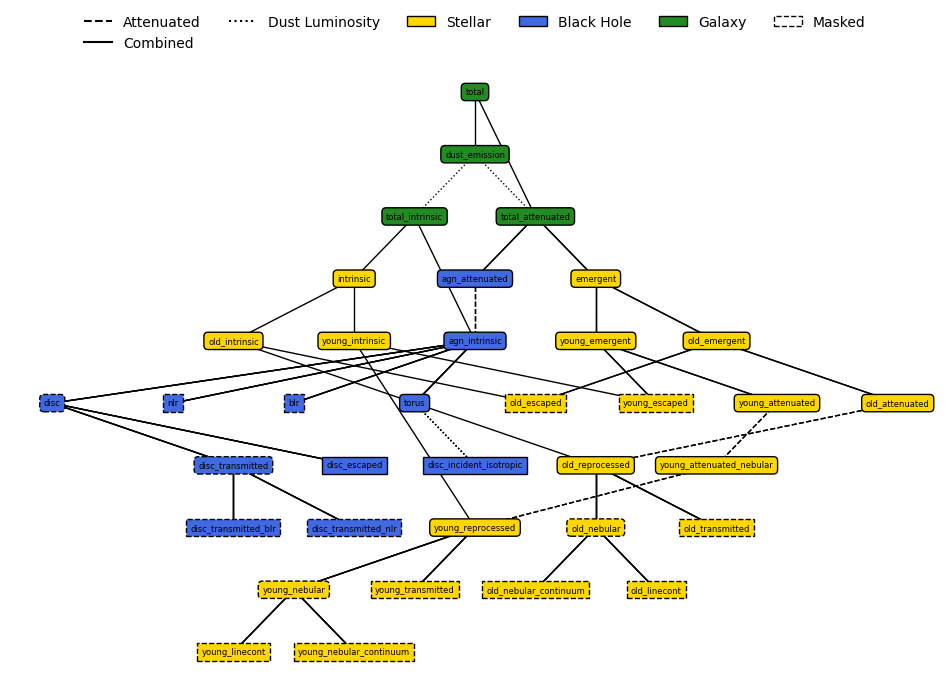 Attenuated Dust Luminosity Stellar Black Hole Galaxy Masked
Combined
total
dust_emission
total_intrinsic total_attenuated
intrinsic agn_attenuated emergent
old_intrinsic young_intrinsic agn_intrinsic young_emergent old_emergent
disc nlr blr torus old_escaped young_escaped young_attenuated old_attenuated
disc_transmitted disc_escaped disc_incident_isotropic old_reprocessed young_attenuated_nebular
disc_transmitted_blr disc_transmitted_nlr young_reprocessed old_nebular old_transmitted
young_nebular young_transmitted old_nebular_continuum old_linecont
young_linecont young_nebular_continuum